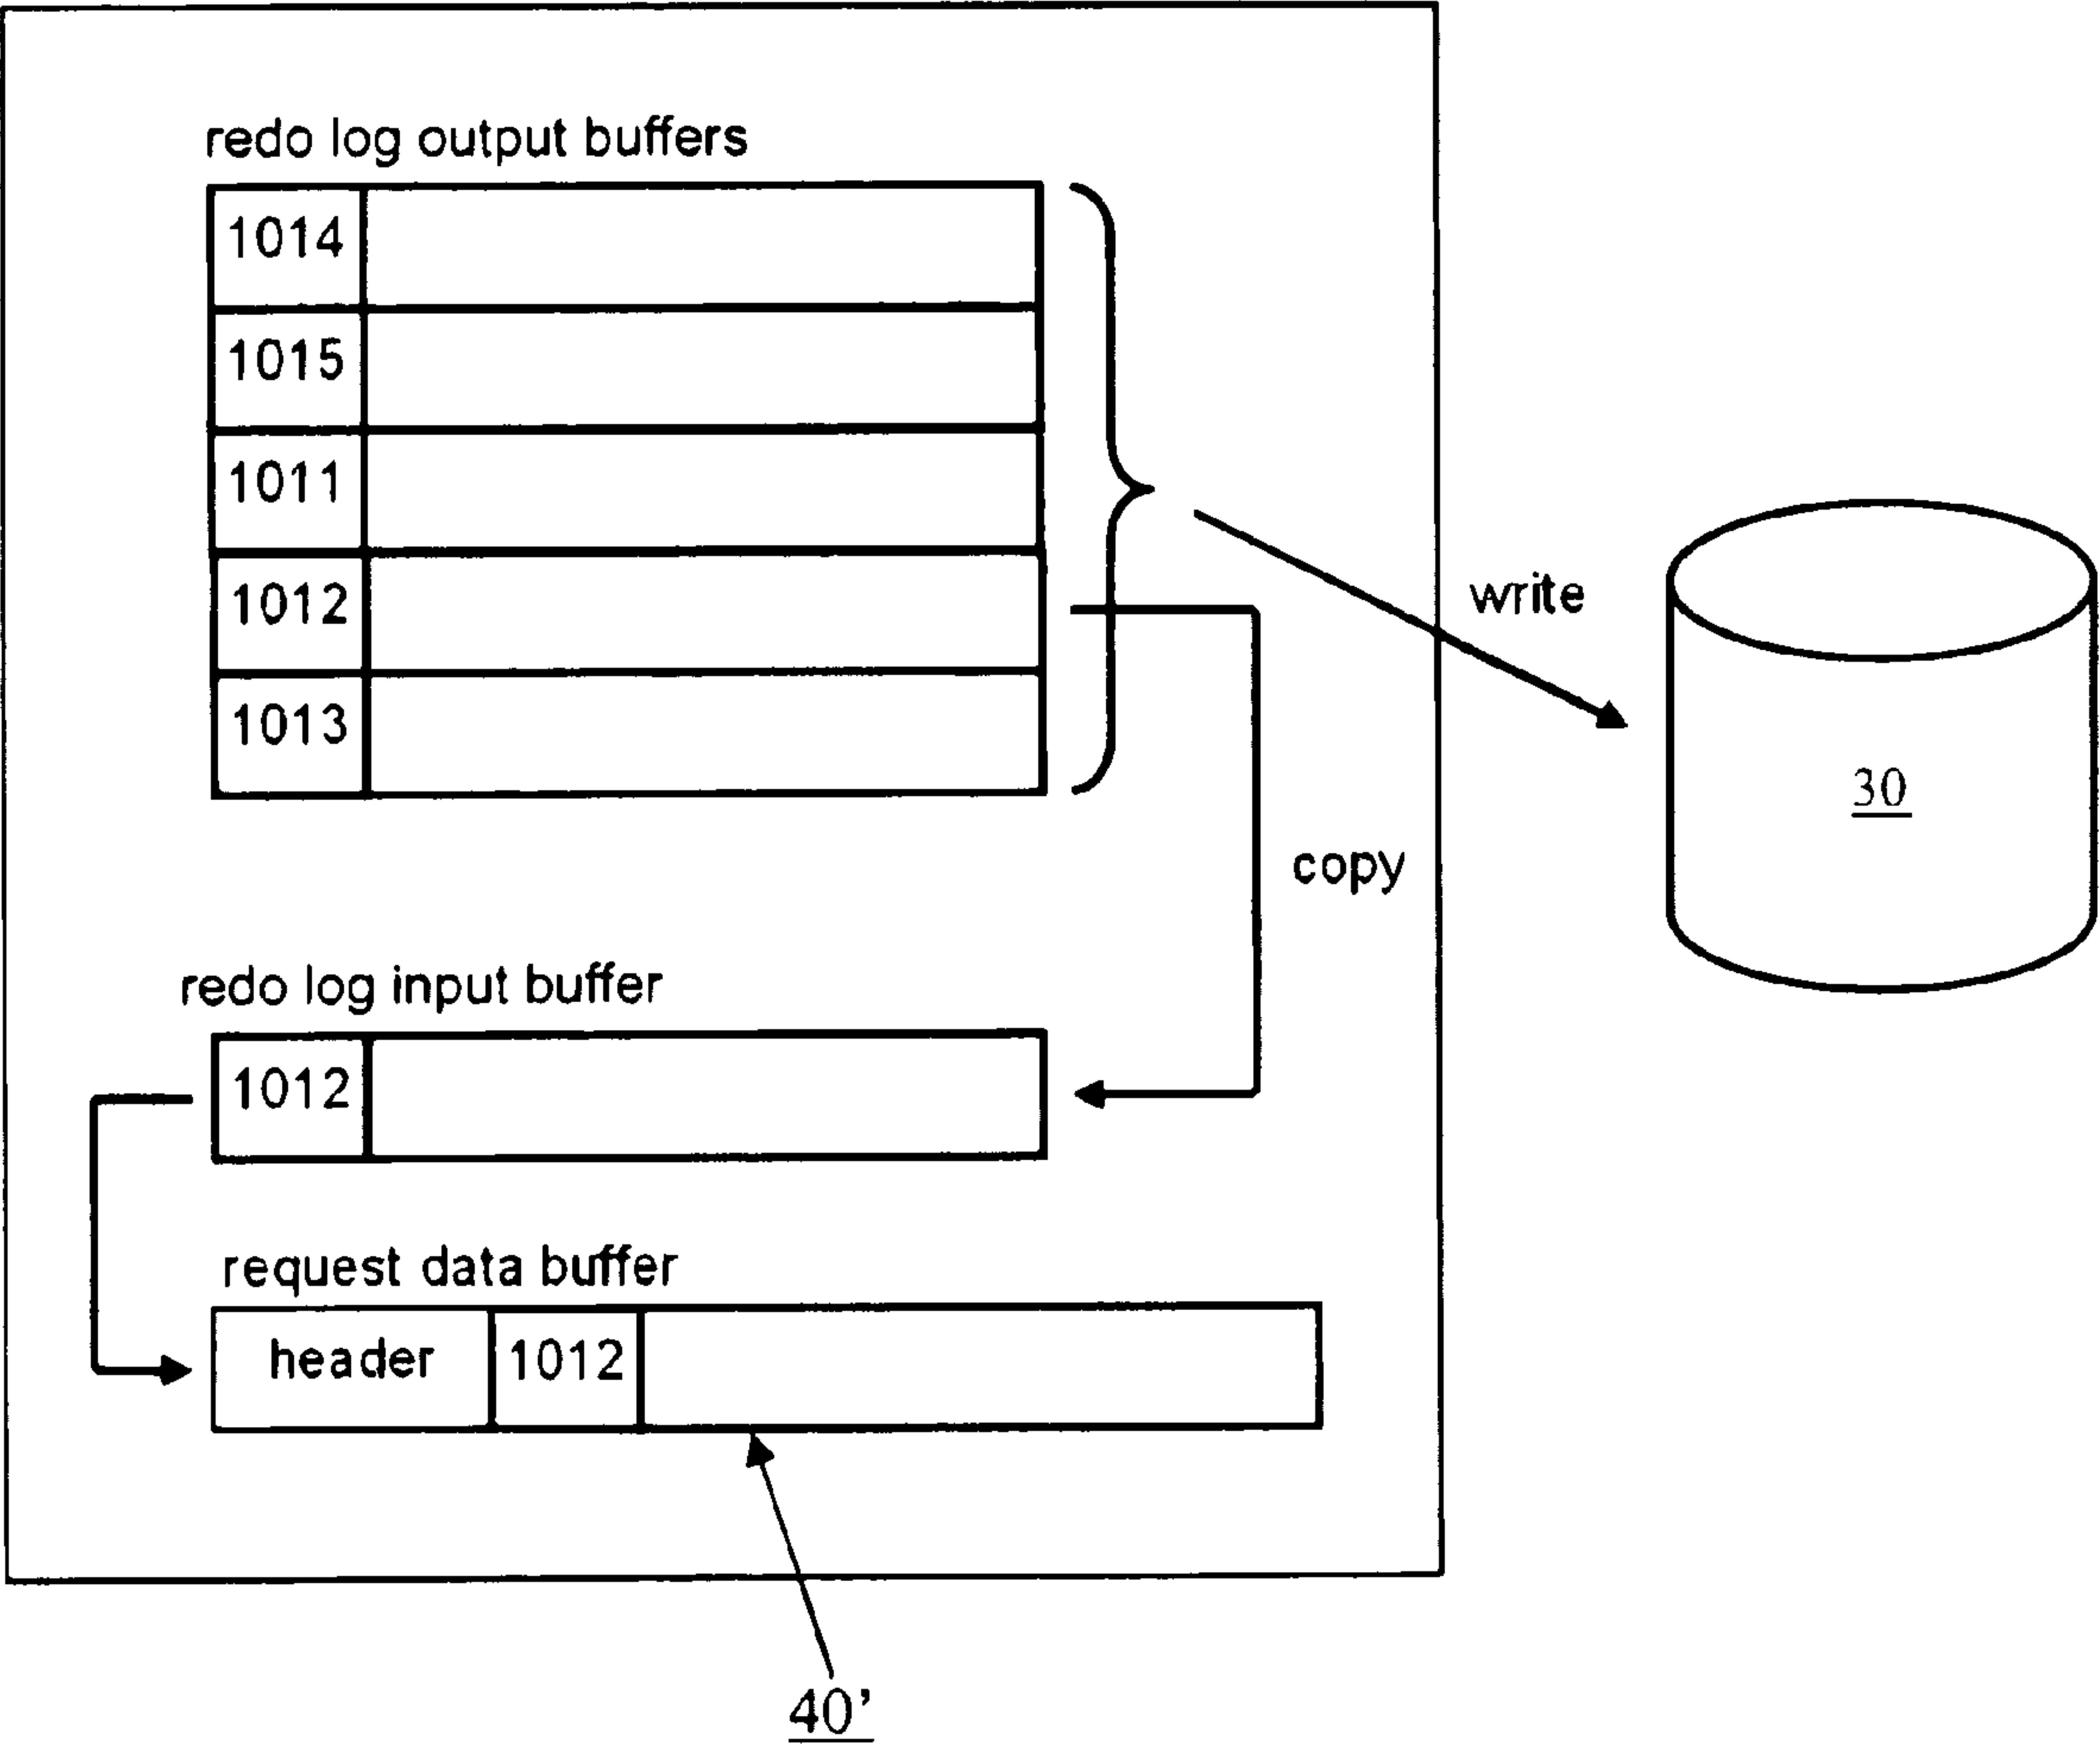 redo log output buffers
1014
1015
1011
1012
1013
write
30
copy
redo log input buffer
1012
request data buffer
header 1012
40’